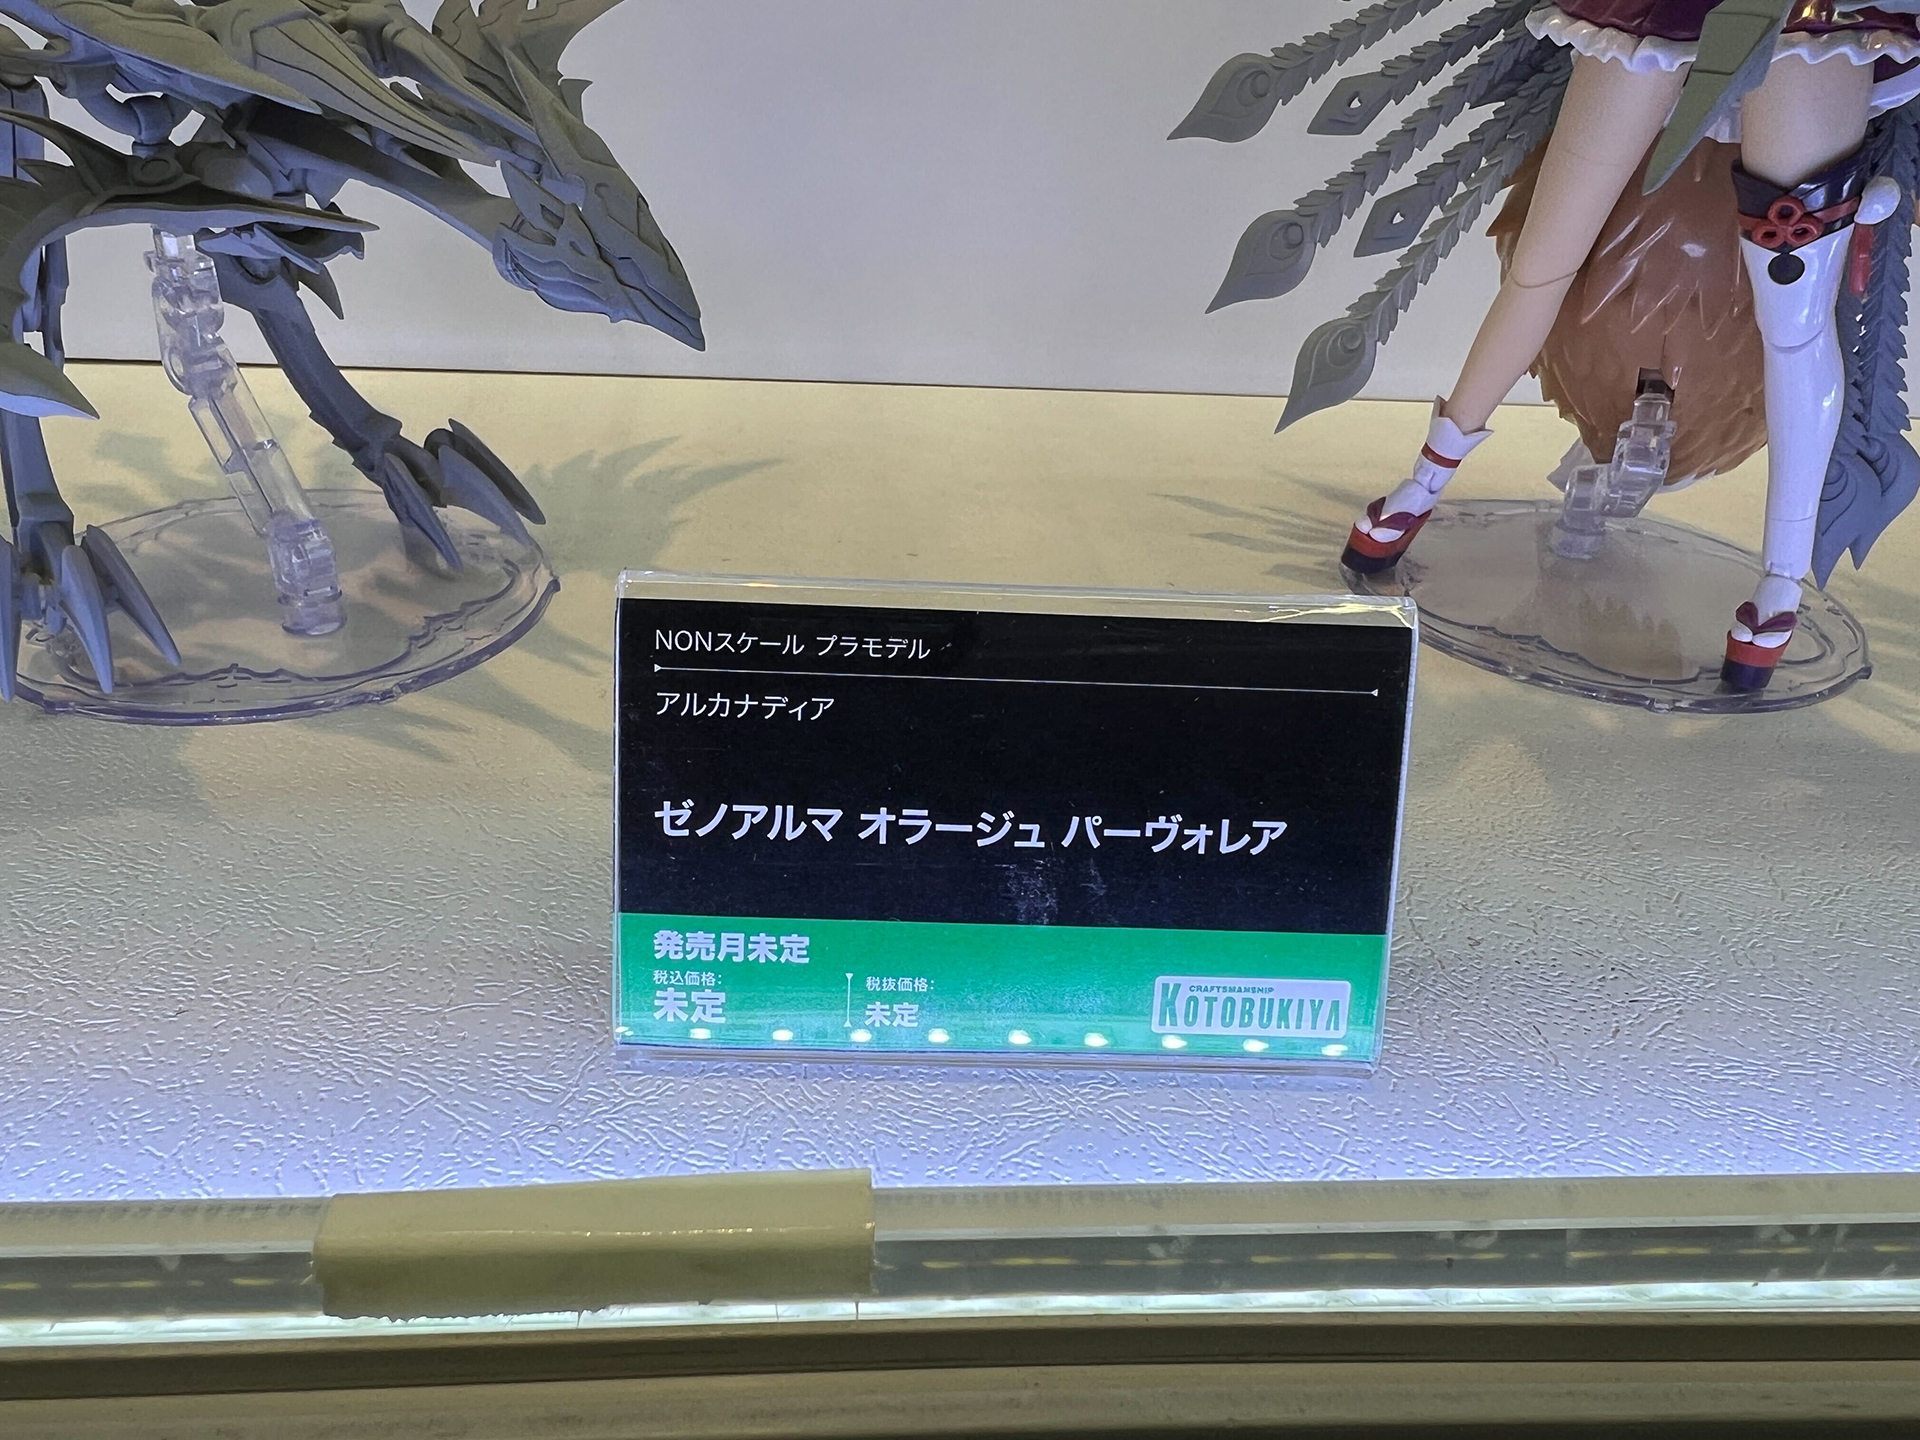 NONスケール プラモデル
アルカナディア
ゼノアルマ オラージュ パーヴォレア
発売月未定
税込価格:
未定
税抜価格:
未定
CRAFTSMANSHIP
KOTOBUKIYA